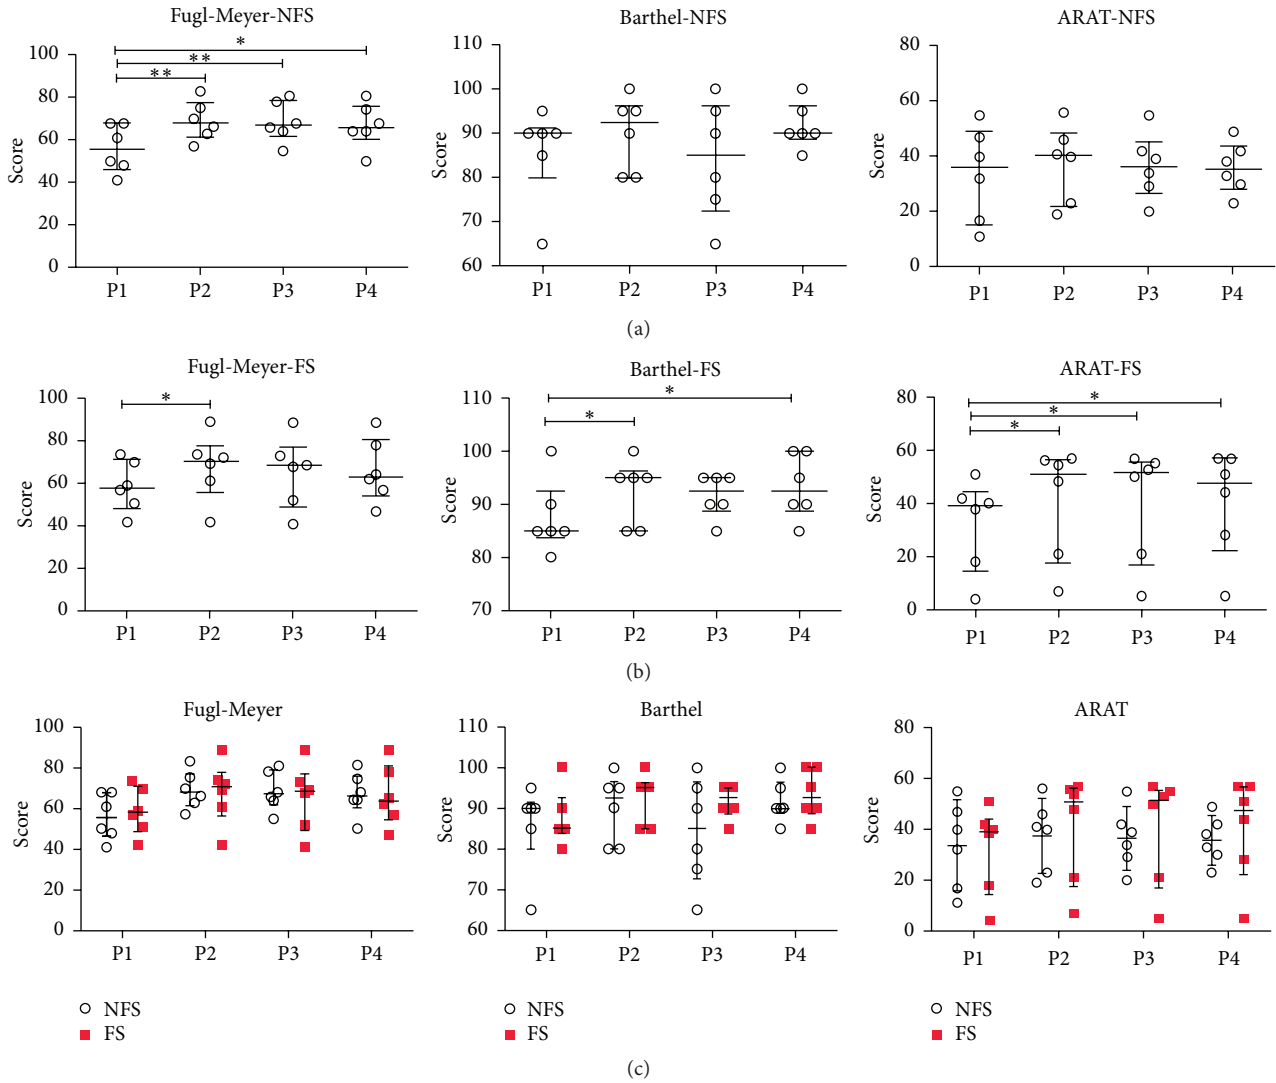 Fugl-Meyer-NFS
Score
100
80
60
40
20
0
*
**
**
P1 P2 P3 P4
Barthel-NFS
Score
110
100
90
80
70
60
P1 P2 P3 P4
ARAT-NFS
Score
80
60
40
20
0
P1 P2 P3 P4
(a)
Fugl-Meyer-FS
Score
100
80
60
40
20
0
*
P1 P2 P3 P4
Barthel-FS
Score
110
100
90
80
70
*
*
P1 P2 P3 P4
ARAT-FS
Score
80
60
40
20
0
*
*
*
P1 P2 P3 P4
(b)
Fugl-Meyer
Score
100
80
60
40
20
0
P1 P2 P3 P4
NFS
FS
Barthel
Score
110
100
90
80
70
60
P1 P2 P3 P4
NFS
FS
ARAT
Score
80
60
40
20
0
P1 P2 P3 P4
NFS
FS
(c)